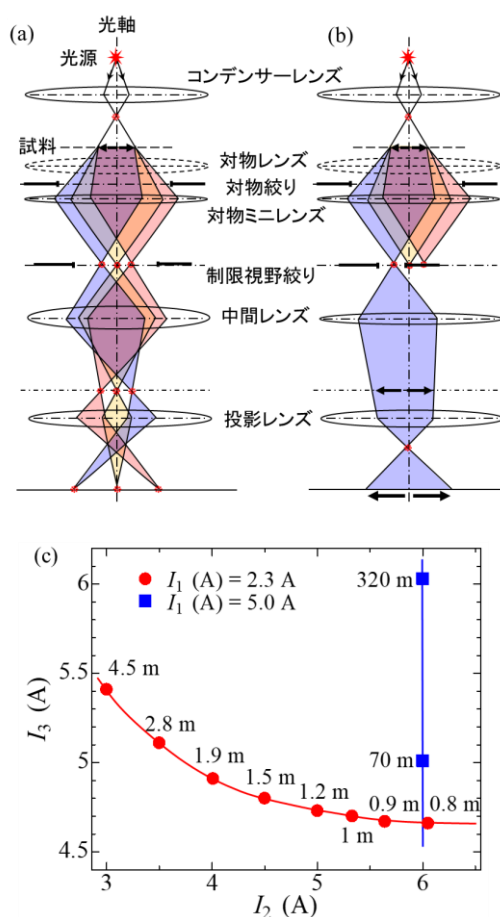 (a)
光軸
(b)
光源
コンデンサーレンズ
試料
対物レンズ
対物絞り
対物ミニレンズ
制限視野絞り
中間レンズ
投影レンズ
(c)
6
I₁ (A) = 2.3 A
320 m
I₁ (A) = 5.0 A
5.5
4.5 m
I₃ (A)
2.8 m
1.9 m
5
1.5 m
1.2 m
70 m
0.9 m
0.8 m
1 m
4.5
3
4
5
6
I₂ (A)